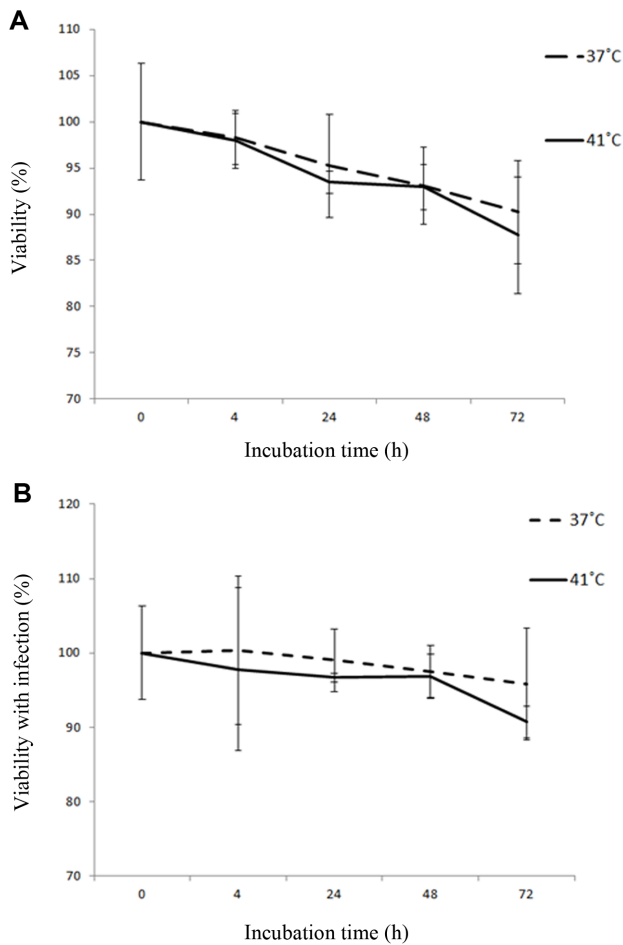 A
110
105
100
95
90
85
80
75
70
Viability (%)
0 4 24 48 72
Incubation time (h)
37˚C
41˚C
B
120
110
100
90
80
70
Viability with infection (%)
0 4 24 48 72
Incubation time (h)
37˚C
41˚C